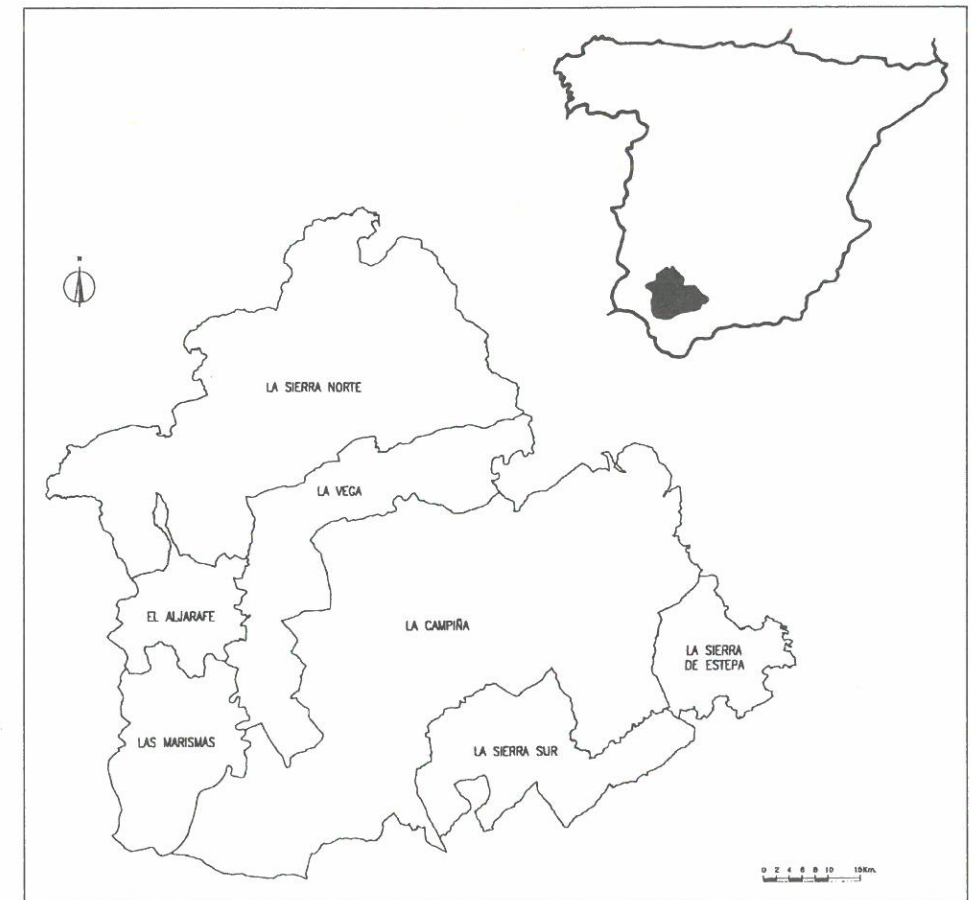 LA SIERRA NORTE
LA VEGA
EL ALJARAFE
LA CAMPIÑA
LA SIERRA
DE ESTEPA
LAS MARISMAS
LA SIERRA SUR
0 2 4 6 8 10 15Km.